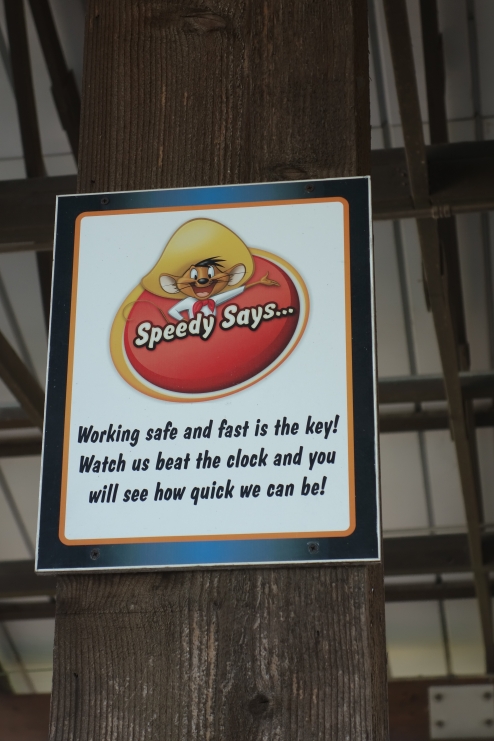 Speedy Says...
Working safe and fast is the key!
Watch us beat the clock and you
will see how quick we can be!